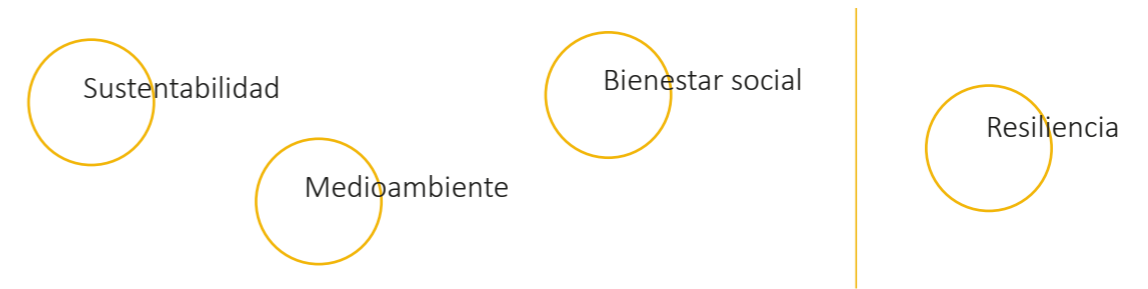 Sustentabilidad
Medioambiente
Bienestar social
Resiliencia